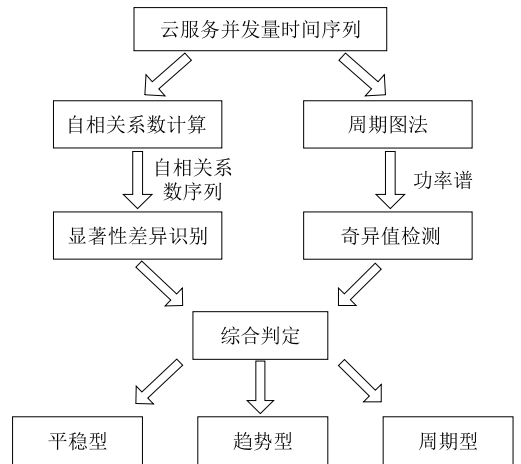 云服务并发量时间序列
自相关系数计算
周期图法
自相关系
数序列
功率谱
显著性差异识别
奇异值检测
综合判定
平稳型
趋势型
周期型